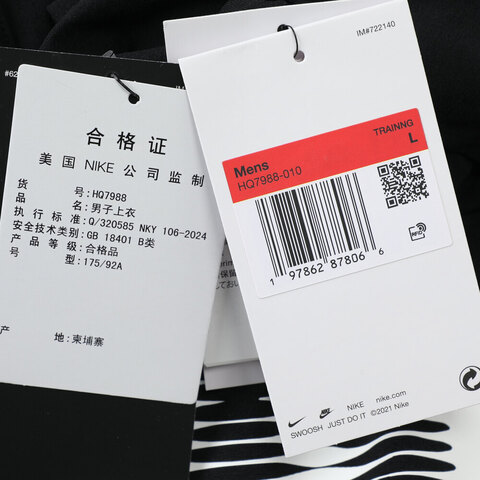 #62
合格证
美国 NIKE 公司监制
货 号: HQ7988
品 名: 男子上衣
执行标准: Q/320585 NKY 106-2024
安全技术类别: GB 18401 B类
产品等级: 合格品
号 型: 175/92A
产 地: 柬埔寨
IM#722140
TRAINNG
Mens
L
HQ7988-010
RFID
1 97862 87806 6
NIKE nike.com
SWOOSH JUST DO IT ©2021 Nike